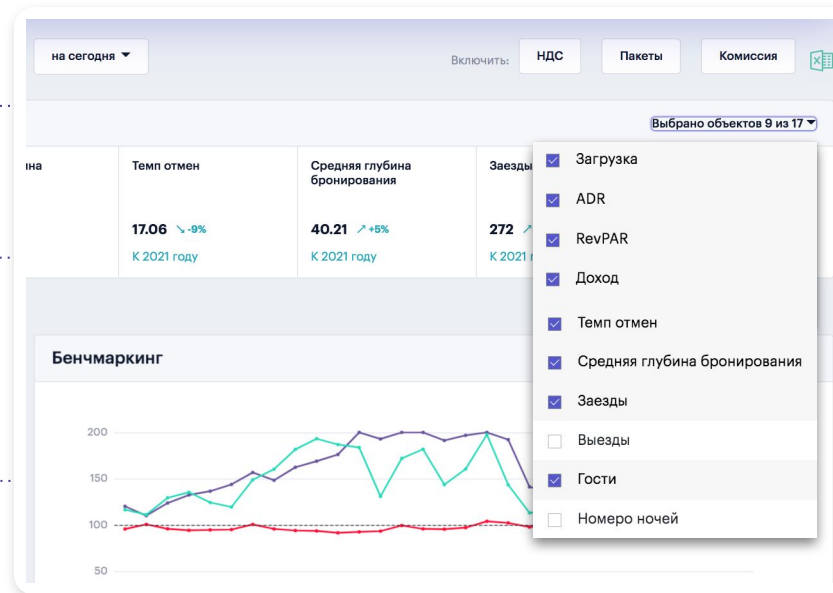 на сегодня
Включить:
НДС
Пакеты
Комиссия
Выбрано объектов 9 из 17
Темп отмен
17.06 ↘ -9%
К 2021 году
Средняя глубина
бронирования
40.21 ↗ +5%
К 2021 году
Заезды
272 ↗
К 2021
Загрузка
ADR
RevPAR
Доход
Темп отмен
Средняя глубина бронирования
Заезды
Выезды
Гости
Номеро ночей
Бенчмаркинг
200
150
100
50